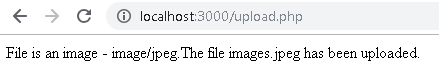 localhost:3000/upload.php
File is an image - image/jpeg.The file images.jpeg has been uploaded.